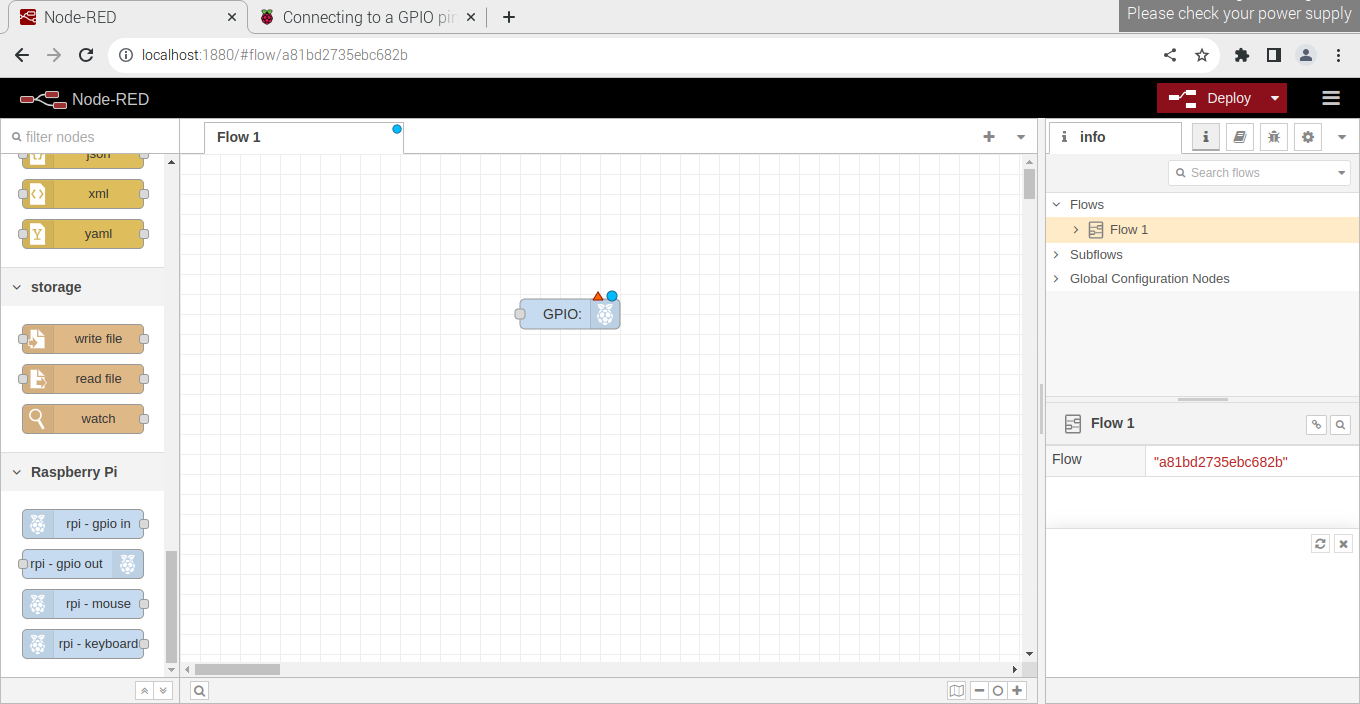 Node-RED
Connecting to a GPIO pin
Please check your power supply
localhost:1880/#flow/a81bd2735ebc682b
Node-RED
Deploy
filter nodes
Flow 1
info
json
xml
yaml
storage
write file
read file
watch
Raspberry Pi
rpi - gpio in
rpi - gpio out
rpi - mouse
rpi - keyboard
GPIO:
Search flows
Flows
Flow 1
Subflows
Global Configuration Nodes
Flow 1
Flow
"a81bd2735ebc682b"